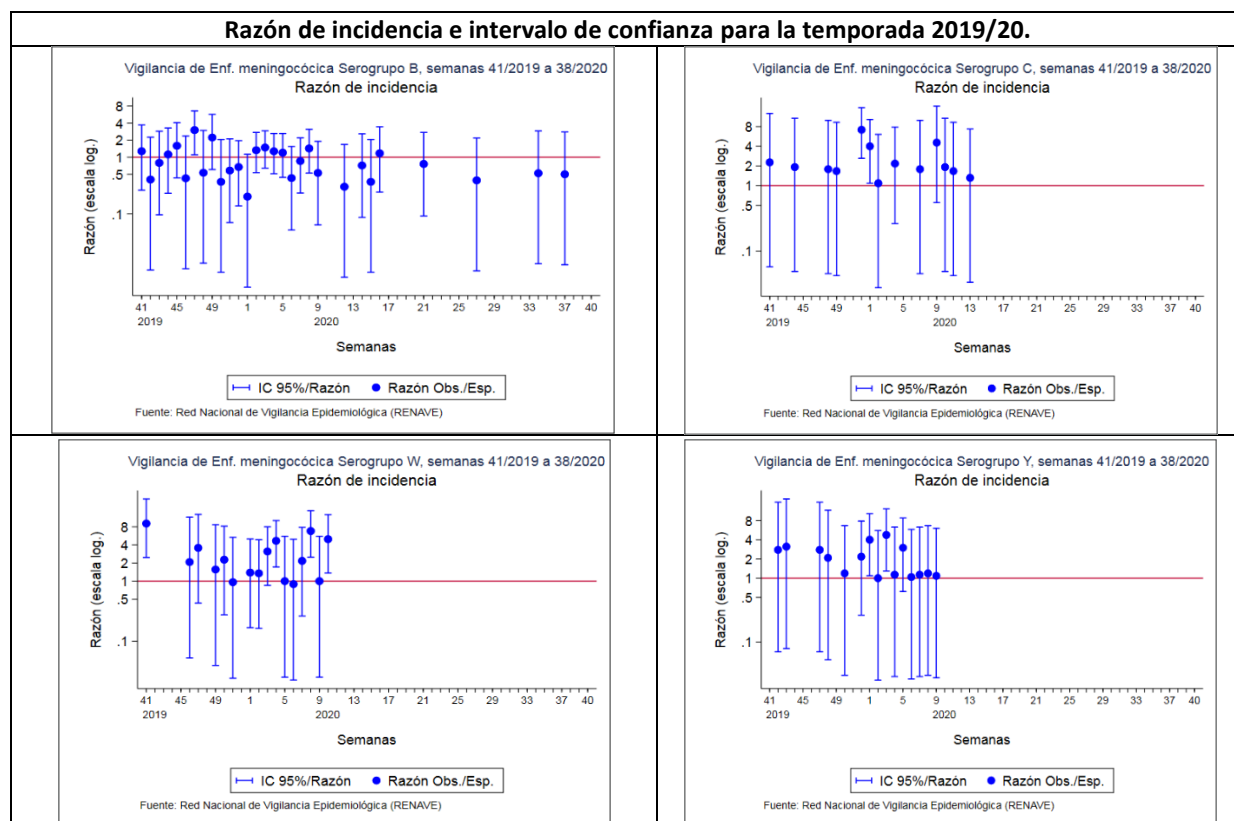 Razón de incidencia e intervalo de confianza para la temporada 2019/20.
Vigilancia de Enf. meningocócica Serogrupo B, semanas 41/2019 a 38/2020
Razón de incidencia
Razón (escala log.)
8
4
2
1
.5
.1
41 45 49 1 5 9 13 17 21 25 29 33 37 40
2019 2020
Semanas
IC 95%/Razón Razón Obs./Esp.
Fuente: Red Nacional de Vigilancia Epidemiológica (RENAVE)
Vigilancia de Enf. meningocócica Serogrupo C, semanas 41/2019 a 38/2020
Razón de incidencia
Razón (escala log.)
8
4
2
1
.5
.1
41 45 49 1 5 9 13 17 21 25 29 33 37 40
2019 2020
Semanas
IC 95%/Razón Razón Obs./Esp.
Fuente: Red Nacional de Vigilancia Epidemiológica (RENAVE)
Vigilancia de Enf. meningocócica Serogrupo W, semanas 41/2019 a 38/2020
Razón de incidencia
Razón (escala log.)
8
4
2
1
.5
.1
41 45 49 1 5 9 13 17 21 25 29 33 37 40
2019 2020
Semanas
IC 95%/Razón Razón Obs./Esp.
Fuente: Red Nacional de Vigilancia Epidemiológica (RENAVE)
Vigilancia de Enf. meningocócica Serogrupo Y, semanas 41/2019 a 38/2020
Razón de incidencia
Razón (escala log.)
8
4
2
1
.5
.1
41 45 49 1 5 9 13 17 21 25 29 33 37 40
2019 2020
Semanas
IC 95%/Razón Razón Obs./Esp.
Fuente: Red Nacional de Vigilancia Epidemiológica (RENAVE)